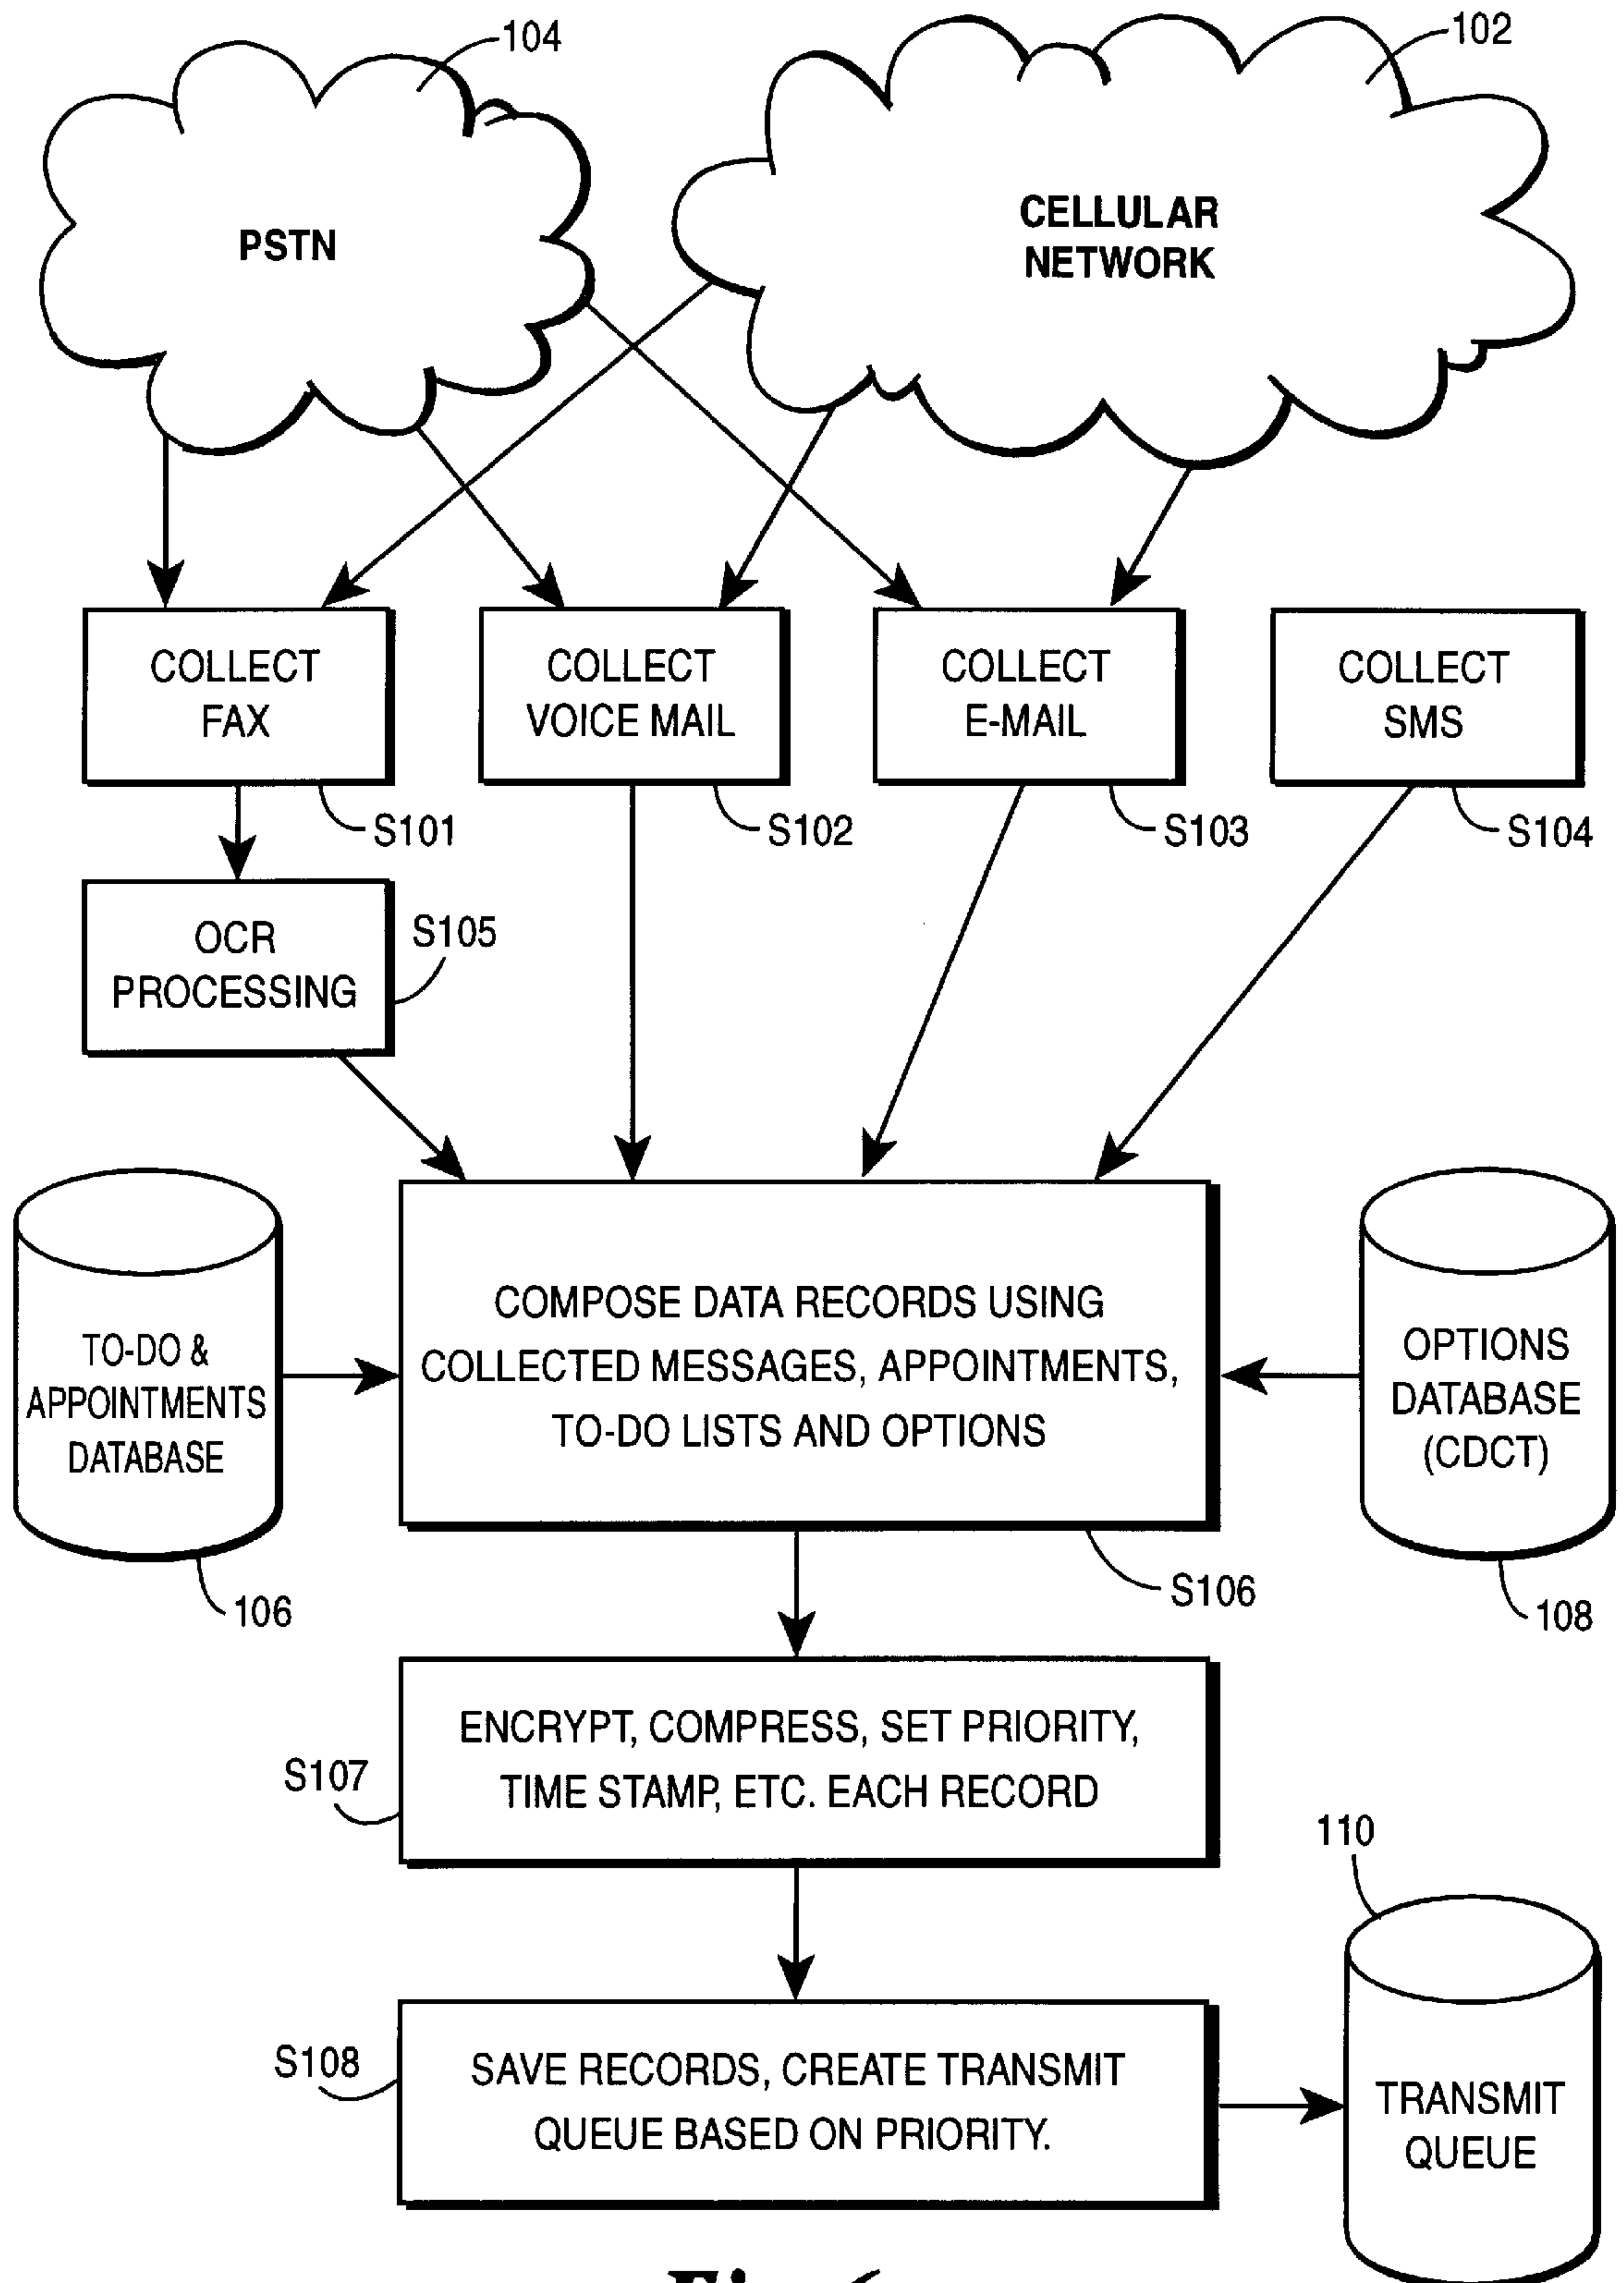 104
102
PSTN
CELLULAR
NETWORK
COLLECT
FAX
COLLECT
VOICE MAIL
COLLECT
E-MAIL
COLLECT
SMS
S101
S102
S103
S104
OCR
PROCESSING
S105
TO-DO &
APPOINTMENTS
DATABASE
106
COMPOSE DATA RECORDS USING
COLLECTED MESSAGES, APPOINTMENTS,
TO-DO LISTS AND OPTIONS
S106
OPTIONS
DATABASE
(CDCT)
108
ENCRYPT, COMPRESS, SET PRIORITY,
TIME STAMP, ETC. EACH RECORD
S107
SAVE RECORDS, CREATE TRANSMIT
QUEUE BASED ON PRIORITY.
S108
110
TRANSMIT
QUEUE